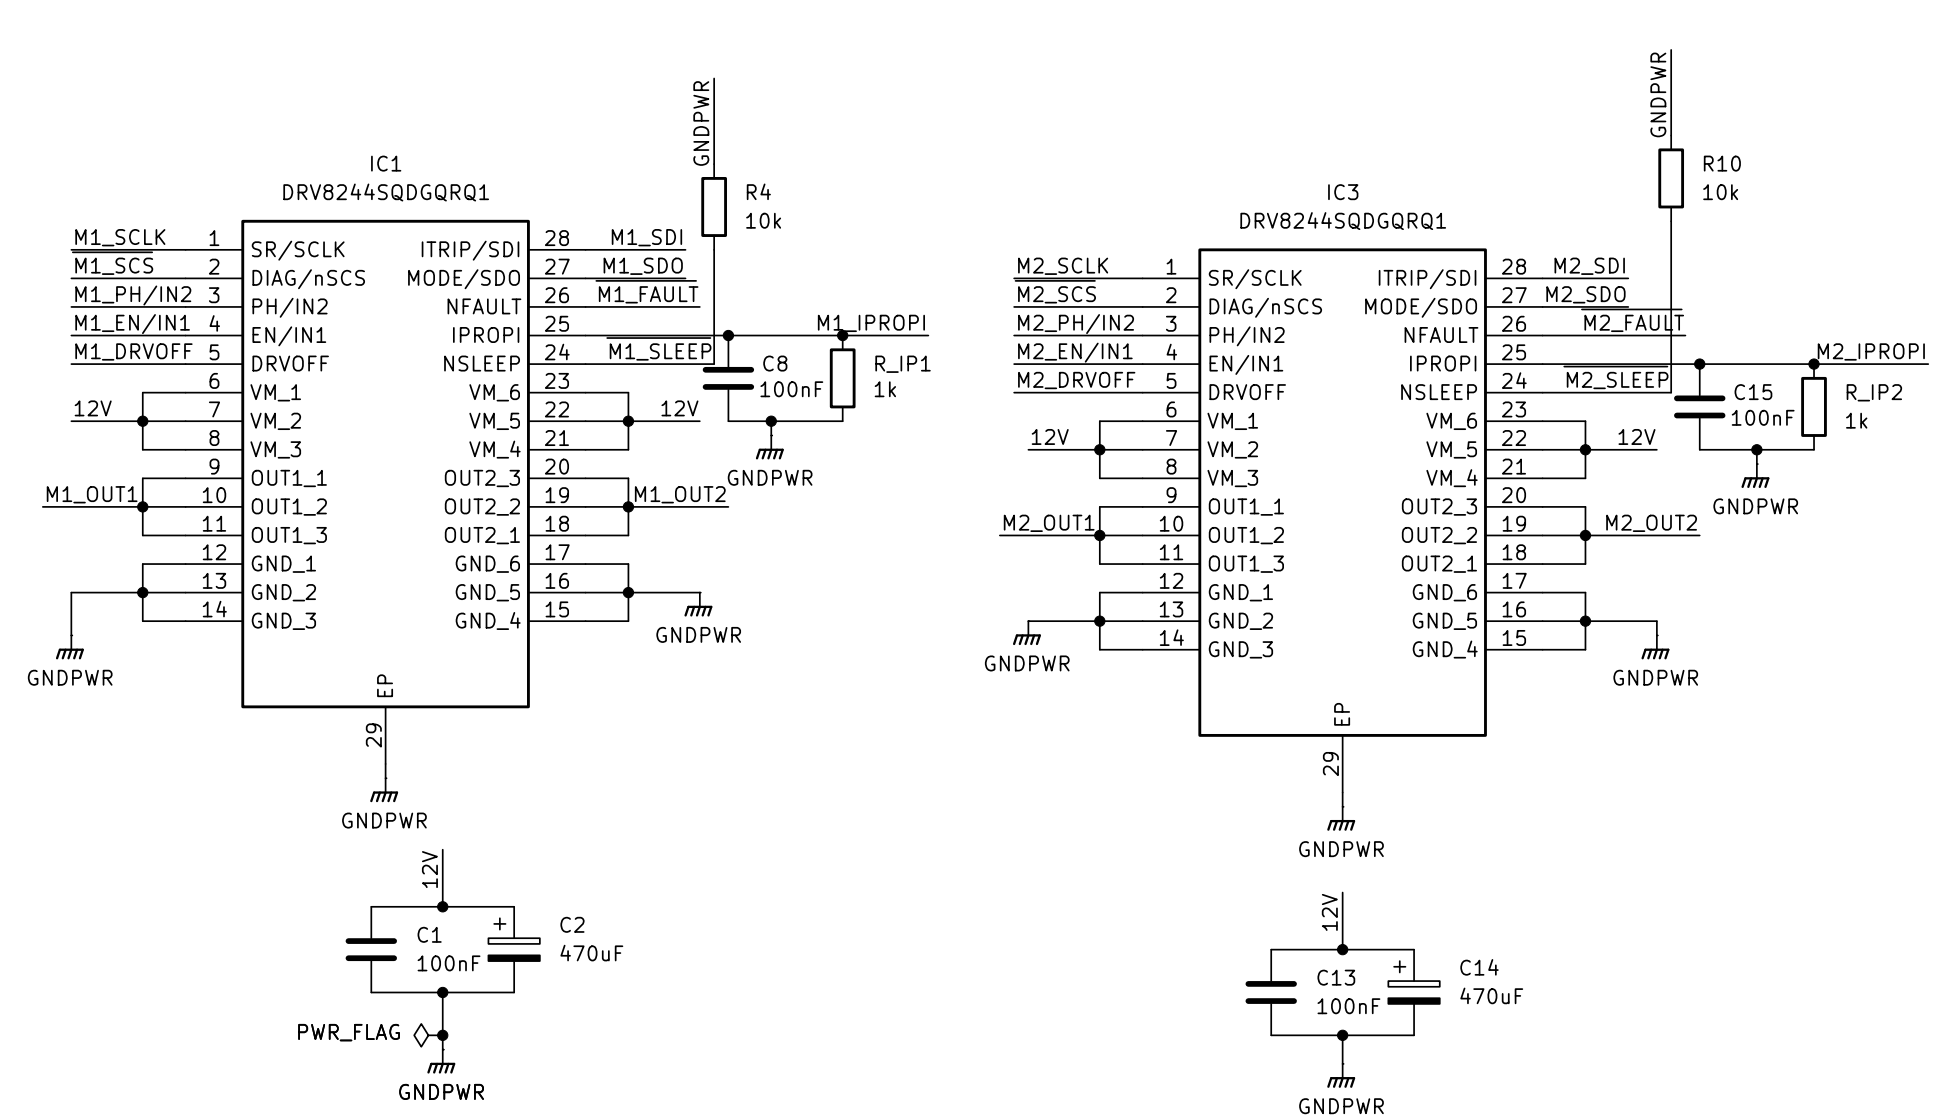 GNDPWR
R4
10k
IC1
DRV8244SQDGQRQ1
M1_SCLK 1 SR/SCLK ITRIP/SDI 28 M1_SDI
M1_SCS 2 DIAG/nSCS MODE/SDO 27 M1_SDO
M1_PH/IN2 3 PH/IN2 NFAULT 26 M1_FAULT
M1_EN/IN1 4 EN/IN1 IPROPI 25 M1_IPROPI
M1_DRVOFF 5 DRVOFF NSLEEP 24 M1_SLEEP
C8
100nF
R_IP1
1k
GNDPWR
6 VM_1 VM_6 23
12V 7 VM_2 VM_5 22 12V
8 VM_3 VM_4 21
9 OUT1_1 OUT2_3 20
M1_OUT1 10 OUT1_2 OUT2_2 19 M1_OUT2
11 OUT1_3 OUT2_1 18
12 GND_1 GND_6 17
13 GND_2 GND_5 16
14 GND_3 GND_4 15
GNDPWR
GNDPWR
EP
29
GNDPWR
12V
C1
100nF
+
C2
470uF
PWR_FLAG
GNDPWR
GNDPWR
R10
10k
IC3
DRV8244SQDGQRQ1
M2_SCLK 1 SR/SCLK ITRIP/SDI 28 M2_SDI
M2_SCS 2 DIAG/nSCS MODE/SDO 27 M2_SDO
M2_PH/IN2 3 PH/IN2 NFAULT 26 M2_FAULT
M2_EN/IN1 4 EN/IN1 IPROPI 25 M2_IPROPI
M2_DRVOFF 5 DRVOFF NSLEEP 24 M2_SLEEP
C15
100nF
R_IP2
1k
GNDPWR
6 VM_1 VM_6 23
12V 7 VM_2 VM_5 22 12V
8 VM_3 VM_4 21
9 OUT1_1 OUT2_3 20
M2_OUT1 10 OUT1_2 OUT2_2 19 M2_OUT2
11 OUT1_3 OUT2_1 18
12 GND_1 GND_6 17
13 GND_2 GND_5 16
14 GND_3 GND_4 15
GNDPWR
GNDPWR
EP
29
GNDPWR
12V
C13
100nF
+
C14
470uF
GNDPWR